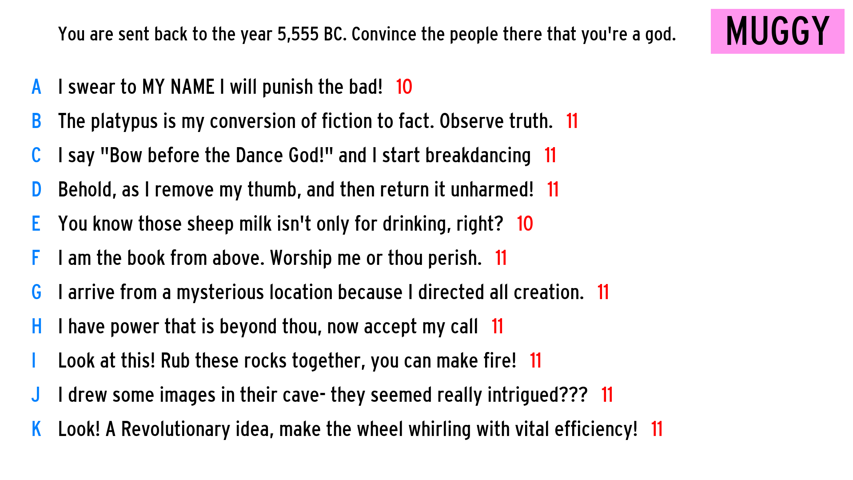 You are sent back to the year 5,555 BC. Convince the people there that you're a god.
MUGGY
A I swear to MY NAME I will punish the bad! 10
B The platypus is my conversion of fiction to fact. Observe truth. 11
C I say "Bow before the Dance God!" and I start breakdancing 11
D Behold, as I remove my thumb, and then return it unharmed! 11
E You know those sheep milk isn't only for drinking, right? 10
F I am the book from above. Worship me or thou perish. 11
G I arrive from a mysterious location because I directed all creation. 11
H I have power that is beyond thou, now accept my call 11
I Look at this! Rub these rocks together, you can make fire! 11
J I drew some images in their cave- they seemed really intrigued??? 11
K Look! A Revolutionary idea, make the wheel whirling with vital efficiency! 11